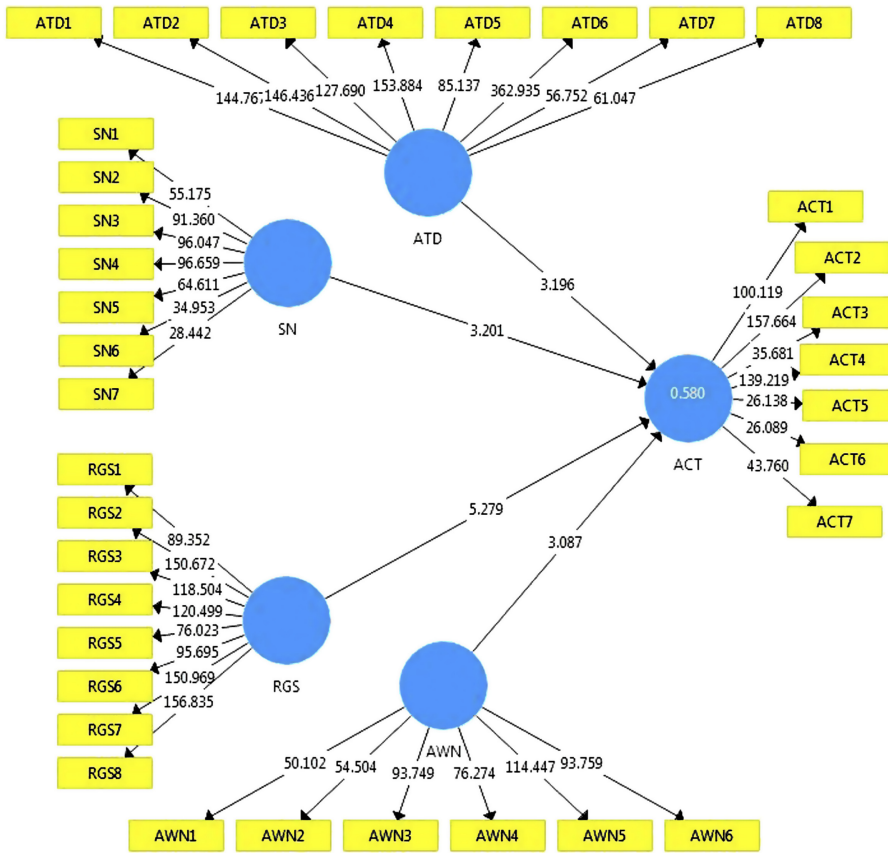 ATD1 ATD2 ATD3 ATD4 ATD5 ATD6 ATD7 ATD8
144.767 146.436 127.690 153.884 85.137 362.935 56.752 61.047
ATD
SN1
SN2
SN3
SN4
SN5
SN6
SN7
55.175
91.360
96.047
96.659
64.611
34.953
28.442
SN
3.196
3.201
ACT1
ACT2
ACT3
ACT4
ACT5
ACT6
ACT7
100.119
157.664
35.681
139.219
26.138
26.089
43.760
0.580
ACT
RGS1
RGS2
RGS3
RGS4
RGS5
RGS6
RGS7
RGS8
89.352
150.672
118.504
120.499
76.023
95.695
150.969
156.835
RGS
5.279
3.087
AWN
50.102 54.504 93.749 76.274 114.447 93.759
AWN1 AWN2 AWN3 AWN4 AWN5 AWN6